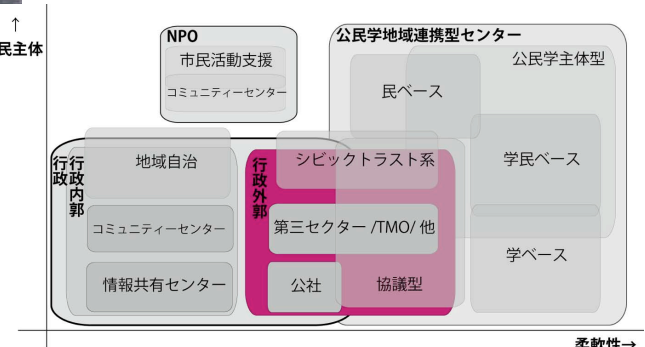 ↑
民主体
NPO
市民活動支援
コミュニティーセンター
公民学地域連携型センター
公民学主体型
民ベース
学民ベース
学ベース
行政
行政内郭
地域自治
コミュニティーセンター
情報共有センター
行政外郭
シビックトラスト系
第三セクター/TMO/他
公社
協議型
柔軟性→